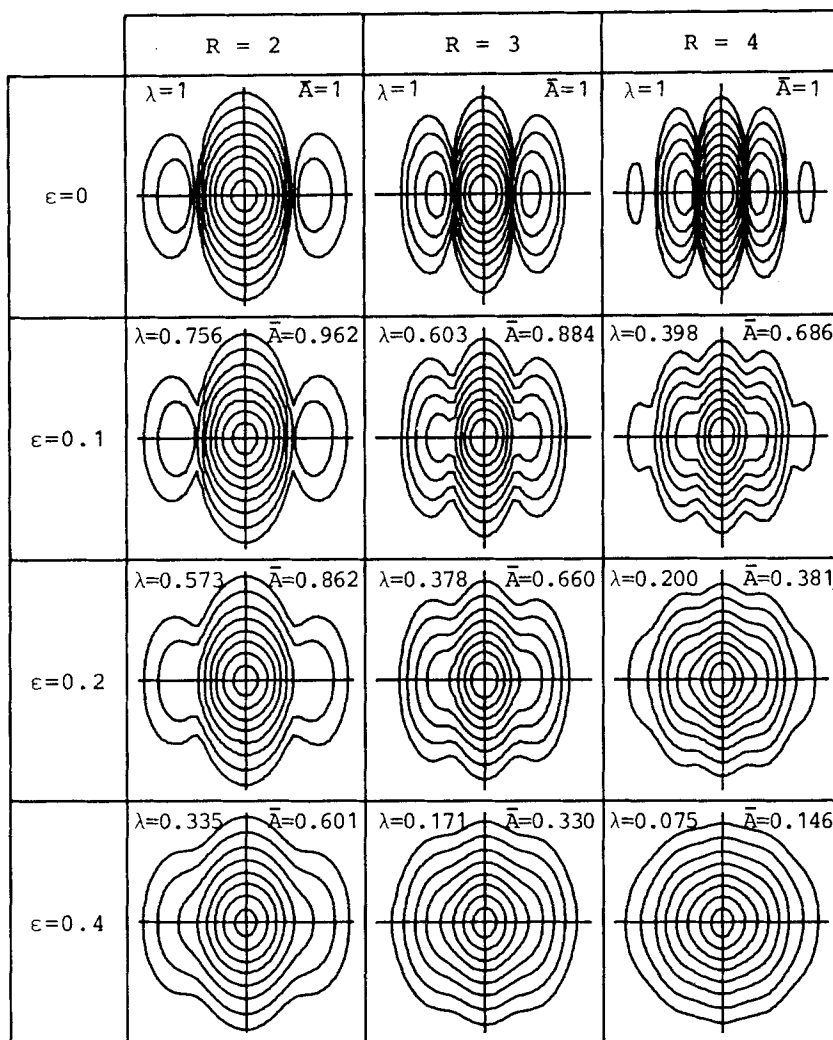 R = 2 R = 3 R = 4
λ=1 Ā=1 λ=1 Ā=1 λ=1 Ā=1
ε=0
λ=0.756 Ā=0.962 λ=0.603 Ā=0.884 λ=0.398 Ā=0.686
ε=0.1
λ=0.573 Ā=0.862 λ=0.378 Ā=0.660 λ=0.200 Ā=0.381
ε=0.2
λ=0.335 Ā=0.601 λ=0.171 Ā=0.330 λ=0.075 Ā=0.146
ε=0.4